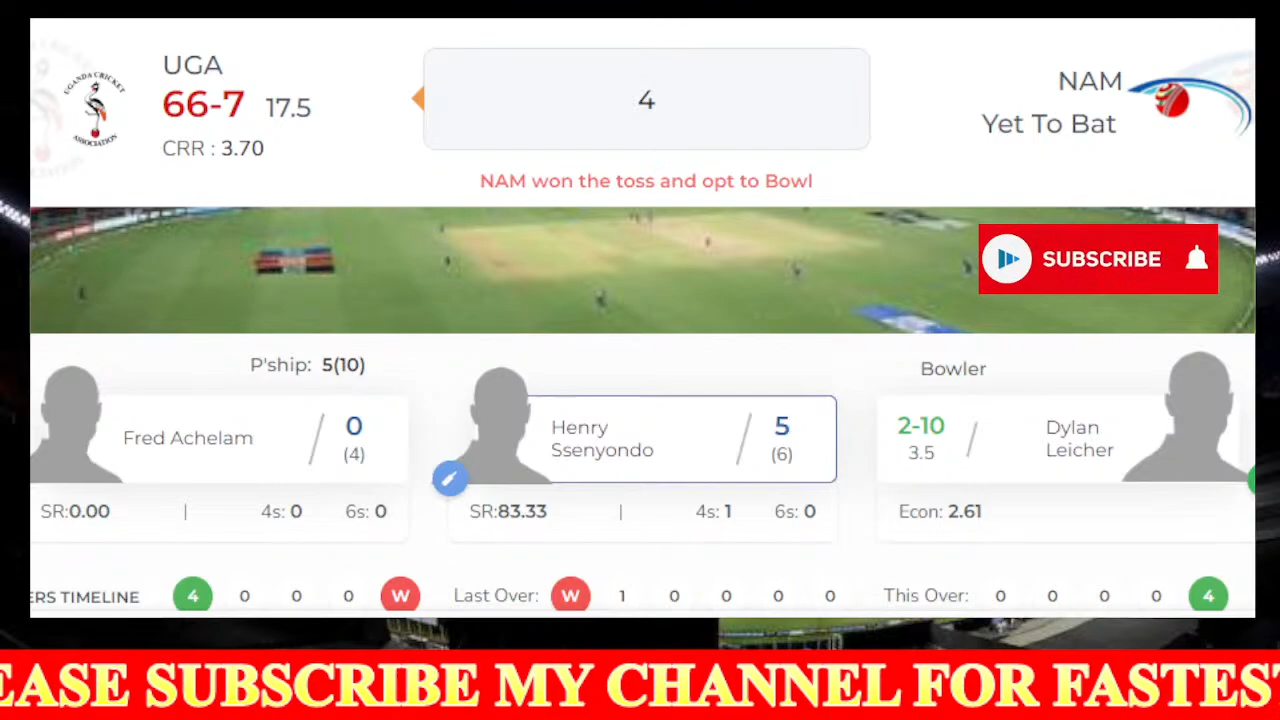 UGANDA CRICKET
ASSOCIATION
UGA
66-7 17.5
CRR : 3.70
4
NAM
Yet To Bat
NAM won the toss and opt to Bowl
SUBSCRIBE
P'ship: 5(10)
Fred Achelam
0
(4)
SR:0.00 | 4s: 0 6s: 0
Henry
Ssenyondo
5
(6)
SR:83.33 | 4s: 1 6s: 0
Bowler
2-10
3.5
Dylan
Leicher
Econ: 2.61
ERS TIMELINE 4 0 0 0 W Last Over: W 1 0 0 0 0 This Over: 0 0 0 0 4
EASE SUBSCRIBE MY CHANNEL FOR FASTEST